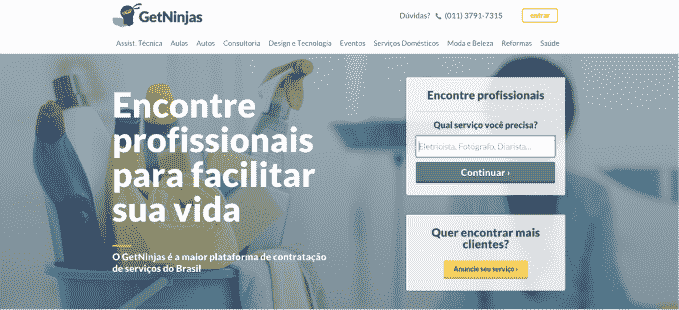 GetNinjas
Dúvidas? (011) 3791-7315
entrar
Assist. Técnica Aulas Autos Consultoria Design e Tecnologia Eventos Serviços Domésticos Moda e Beleza Reformas Saúde
Encontre
profissionais
para facilitar
sua vida
O GetNinjas é a maior plataforma de contratação
de serviços do Brasil
Encontre profissionais
Qual serviço você precisa?
Eletricista, Fotógrafo, Diarista...
Continuar ›
Quer encontrar mais
clientes?
Anuncie seu serviço ›